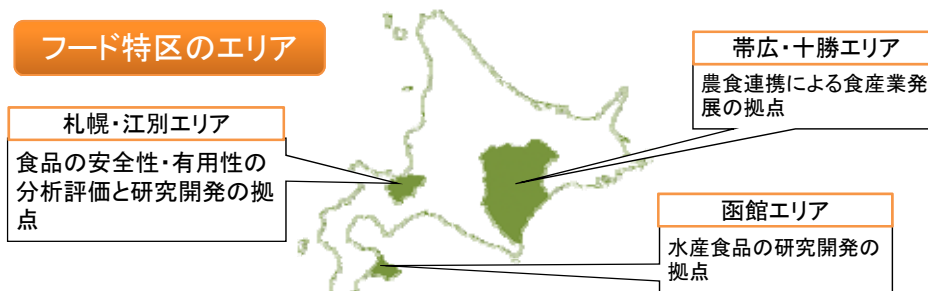 フード特区のエリア
帯広・十勝エリア
農食連携による食産業発
展の拠点
札幌・江別エリア
食品の安全性・有用性の
分析評価と研究開発の拠
点
函館エリア
水産食品の研究開発の
拠点